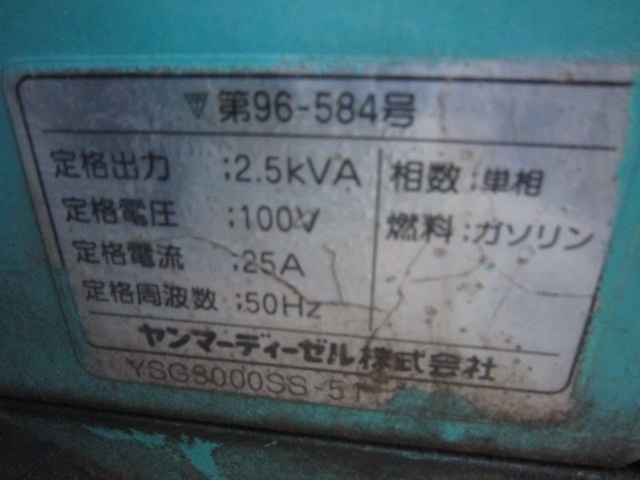 第96-584号
定格出力 ;2.5kVA
定格電圧 ;100V
定格電流 ;25A
定格周波数 ;50Hz
相数 ;単相
燃料 ;ガソリン
ヤンマーディーゼル株式会社
YSG3000SS-51